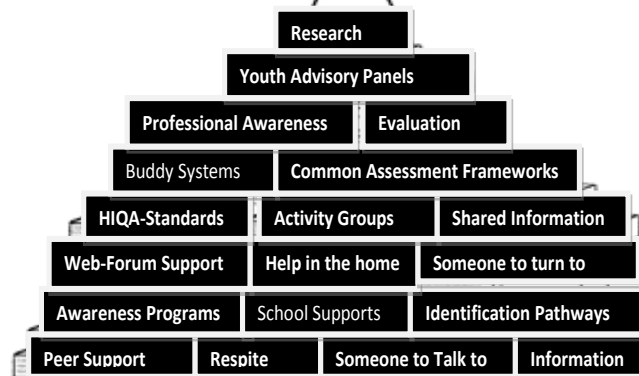 Research
Youth Advisory Panels
Professional Awareness Evaluation
Buddy Systems Common Assessment Frameworks
HIQA-Standards Activity Groups Shared Information
Web-Forum Support Help in the home Someone to turn to
Awareness Programs School Supports Identification Pathways
Peer Support Respite Someone to Talk to Information